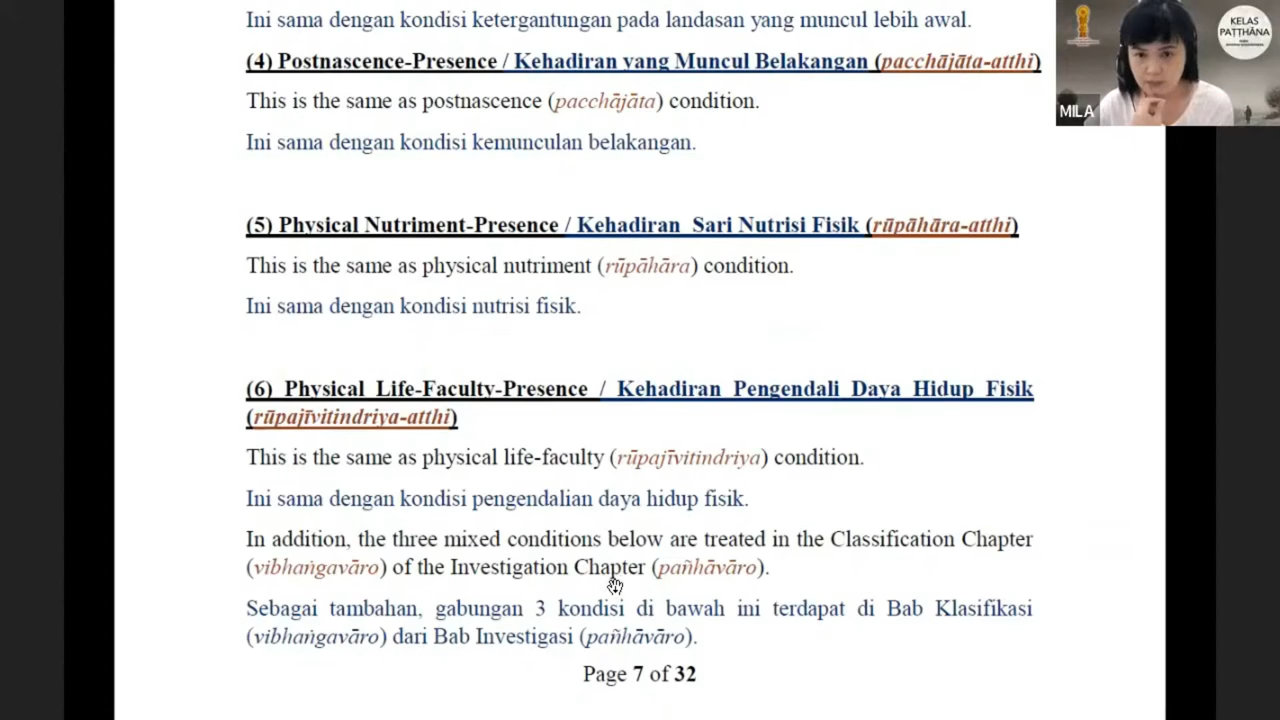 Ini sama dengan kondisi ketergantungan pada landasan yang muncul lebih awal.
(4) Postnascence-Presence / Kehadiran yang Muncul Belakangan (pacchājāta-atthi)
This is the same as postnascence (pacchājāta) condition.
Ini sama dengan kondisi kemunculan belakangan.
(5) Physical Nutriment-Presence / Kehadiran Sari Nutrisi Fisik (rūpāhāra-atthi)
This is the same as physical nutriment (rūpāhāra) condition.
Ini sama dengan kondisi nutrisi fisik.
(6) Physical Life-Faculty-Presence / Kehadiran Pengendali Daya Hidup Fisik
(rūpajīvitindriya-atthi)
This is the same as physical life-faculty (rūpajīvitindriya) condition.
Ini sama dengan kondisi pengendalian daya hidup fisik.
In addition, the three mixed conditions below are treated in the Classification Chapter
(vibhaṅgavāro) of the Investigation Chapter (pañhāvāro).
Sebagai tambahan, gabungan 3 kondisi di bawah ini terdapat di Bab Klasifikasi
(vibhaṅgavāro) dari Bab Investigasi (pañhāvāro).
Page 7 of 32
KELAS
PAṬṬHĀNA
MILA